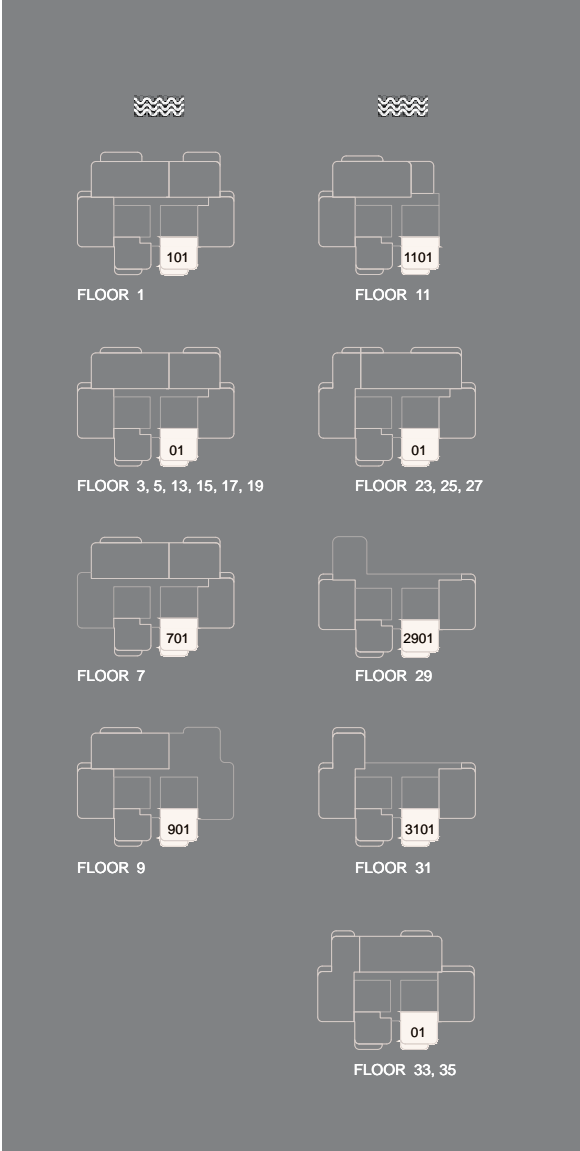 101
FLOOR 1
1101
FLOOR 11
01
FLOOR 3, 5, 13, 15, 17, 19
01
FLOOR 23, 25, 27
701
FLOOR 7
2901
FLOOR 29
901
FLOOR 9
3101
FLOOR 31
01
FLOOR 33, 35